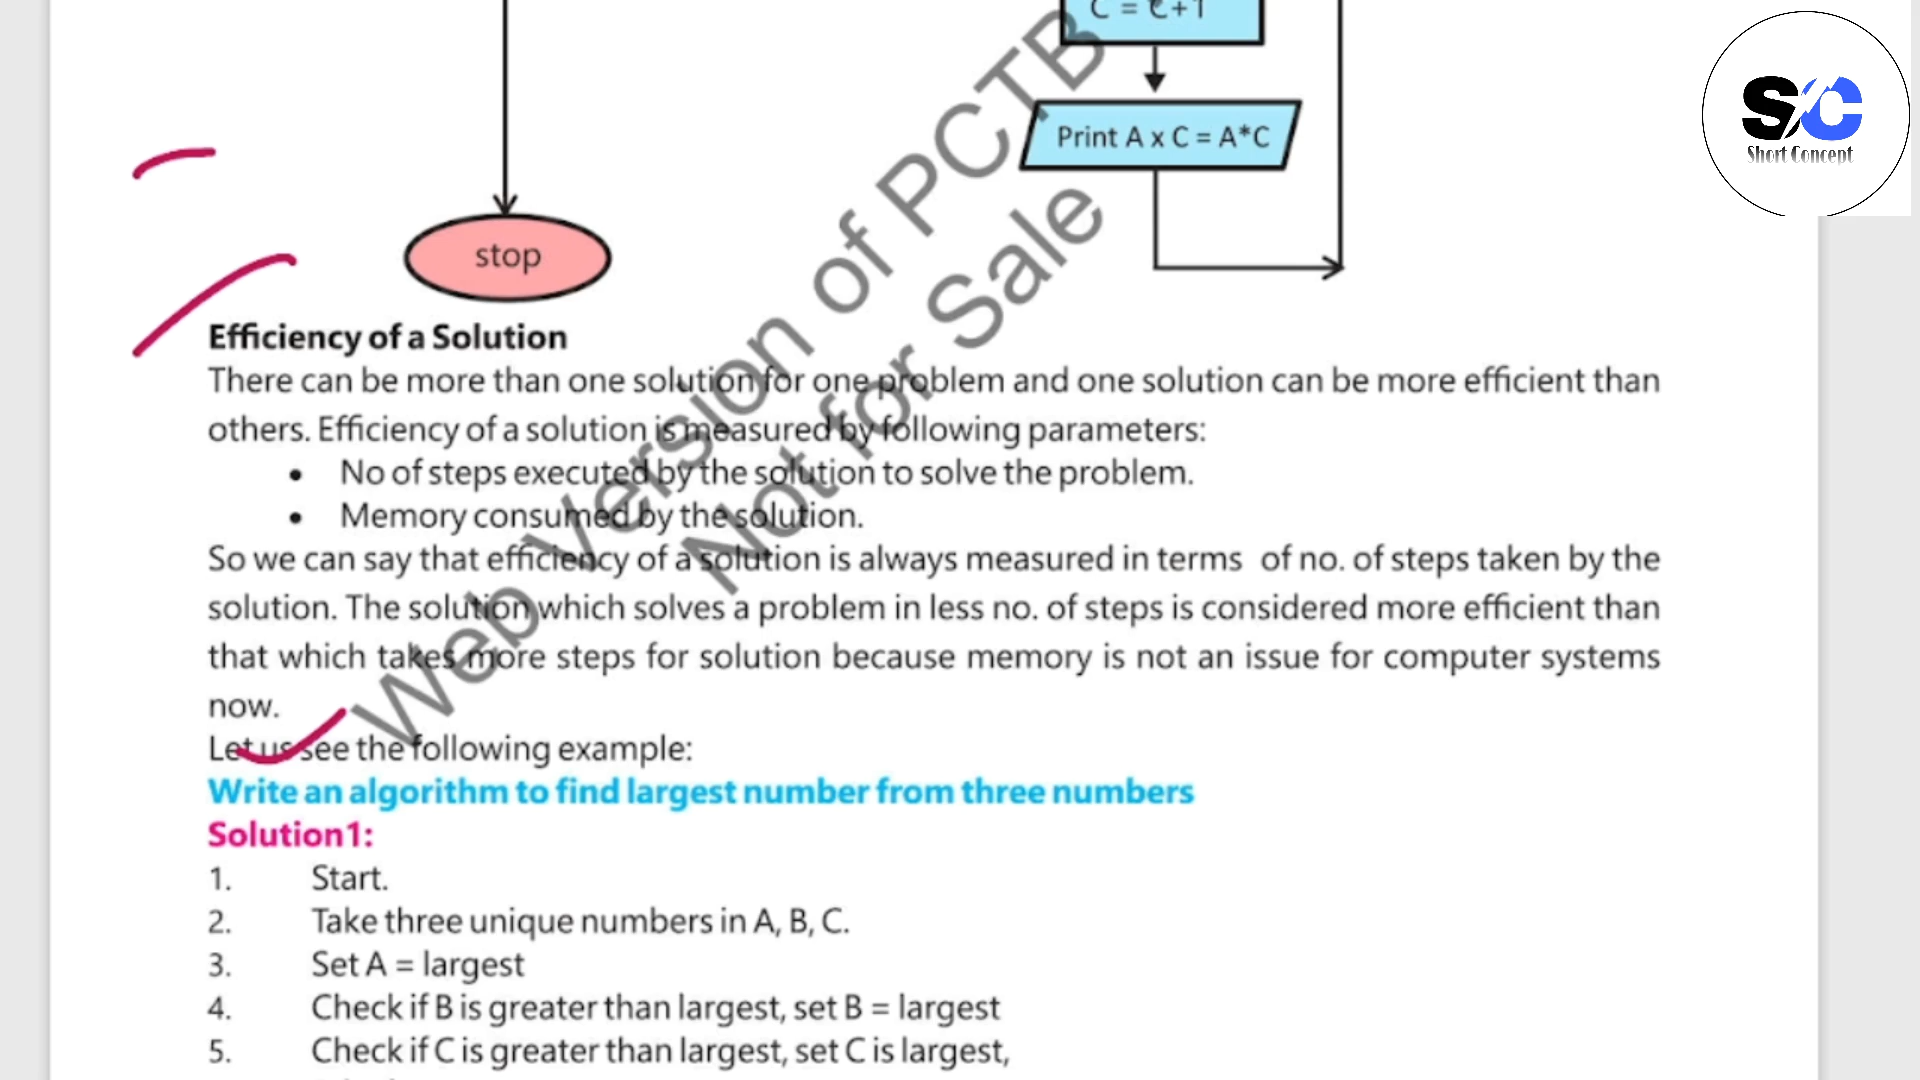 C = C+1
Print A x C = A*C
S/C
Short Concept
stop
Web Version of PCTB
Not for Sale
Efficiency of a Solution
There can be more than one solution for one problem and one solution can be more efficient than
others. Efficiency of a solution is measured by following parameters:
• No of steps executed by the solution to solve the problem.
• Memory consumed by the solution.
So we can say that efficiency of a solution is always measured in terms of no. of steps taken by the
solution. The solution which solves a problem in less no. of steps is considered more efficient than
that which takes more steps for solution because memory is not an issue for computer systems
now.
Let us see the following example:
Write an algorithm to find largest number from three numbers
Solution1:
1. Start.
2. Take three unique numbers in A, B, C.
3. Set A = largest
4. Check if B is greater than largest, set B = largest
5. Check if C is greater than largest, set C is largest,